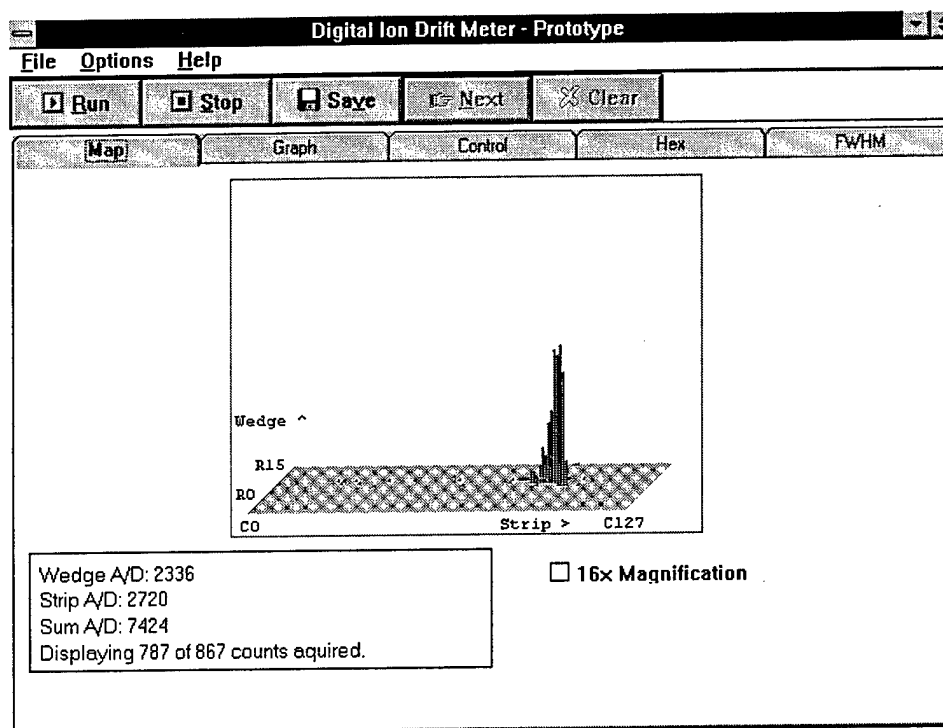 Digital Ion Drift Meter - Prototype
File Options Help
Run Stop Save Next Clear
Map Graph Control Hex FWHM
Wedge ^
R15
R0
C0 Strip > C127
Wedge A/D: 2336
Strip A/D: 2720
Sum A/D: 7424
Displaying 787 of 867 counts aquired.
16x Magnification